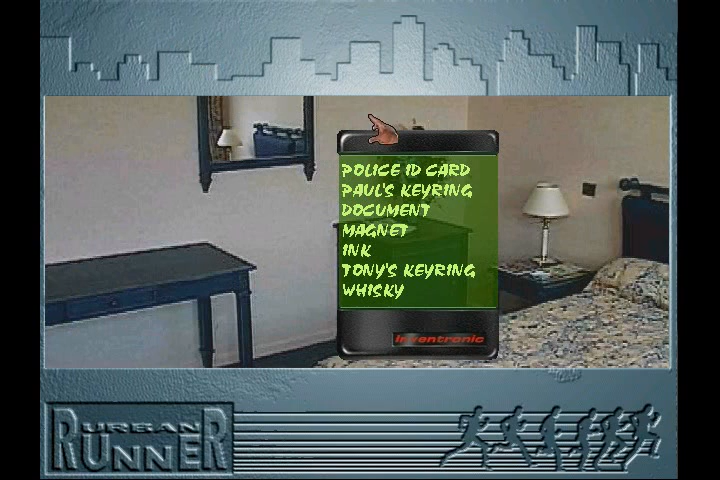 POLICE ID CARD
PAUL'S KEYRING
DOCUMENT
MAGNET
INK
TONY'S KEYRING
WHISKY
Inventronic
URBAN
RUNNER